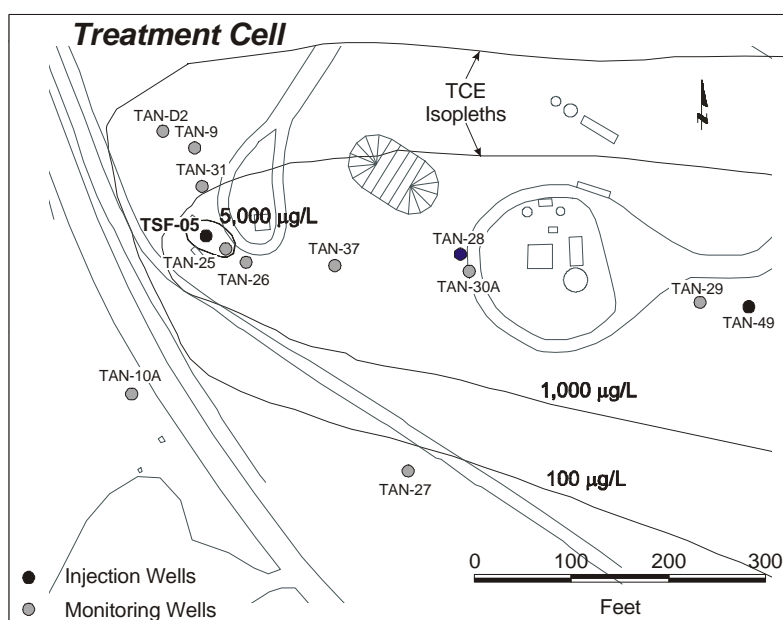 Treatment Cell
TCE
Isopleths
N
TAN-D2
TAN-9
TAN-31
TSF-05
5,000 µg/L
TAN-25
TAN-26
TAN-37
TAN-28
TAN-30A
TAN-29
TAN-49
TAN-10A
1,000 µg/L
100 µg/L
TAN-27
Injection Wells
Monitoring Wells
0 100 200 300
Feet